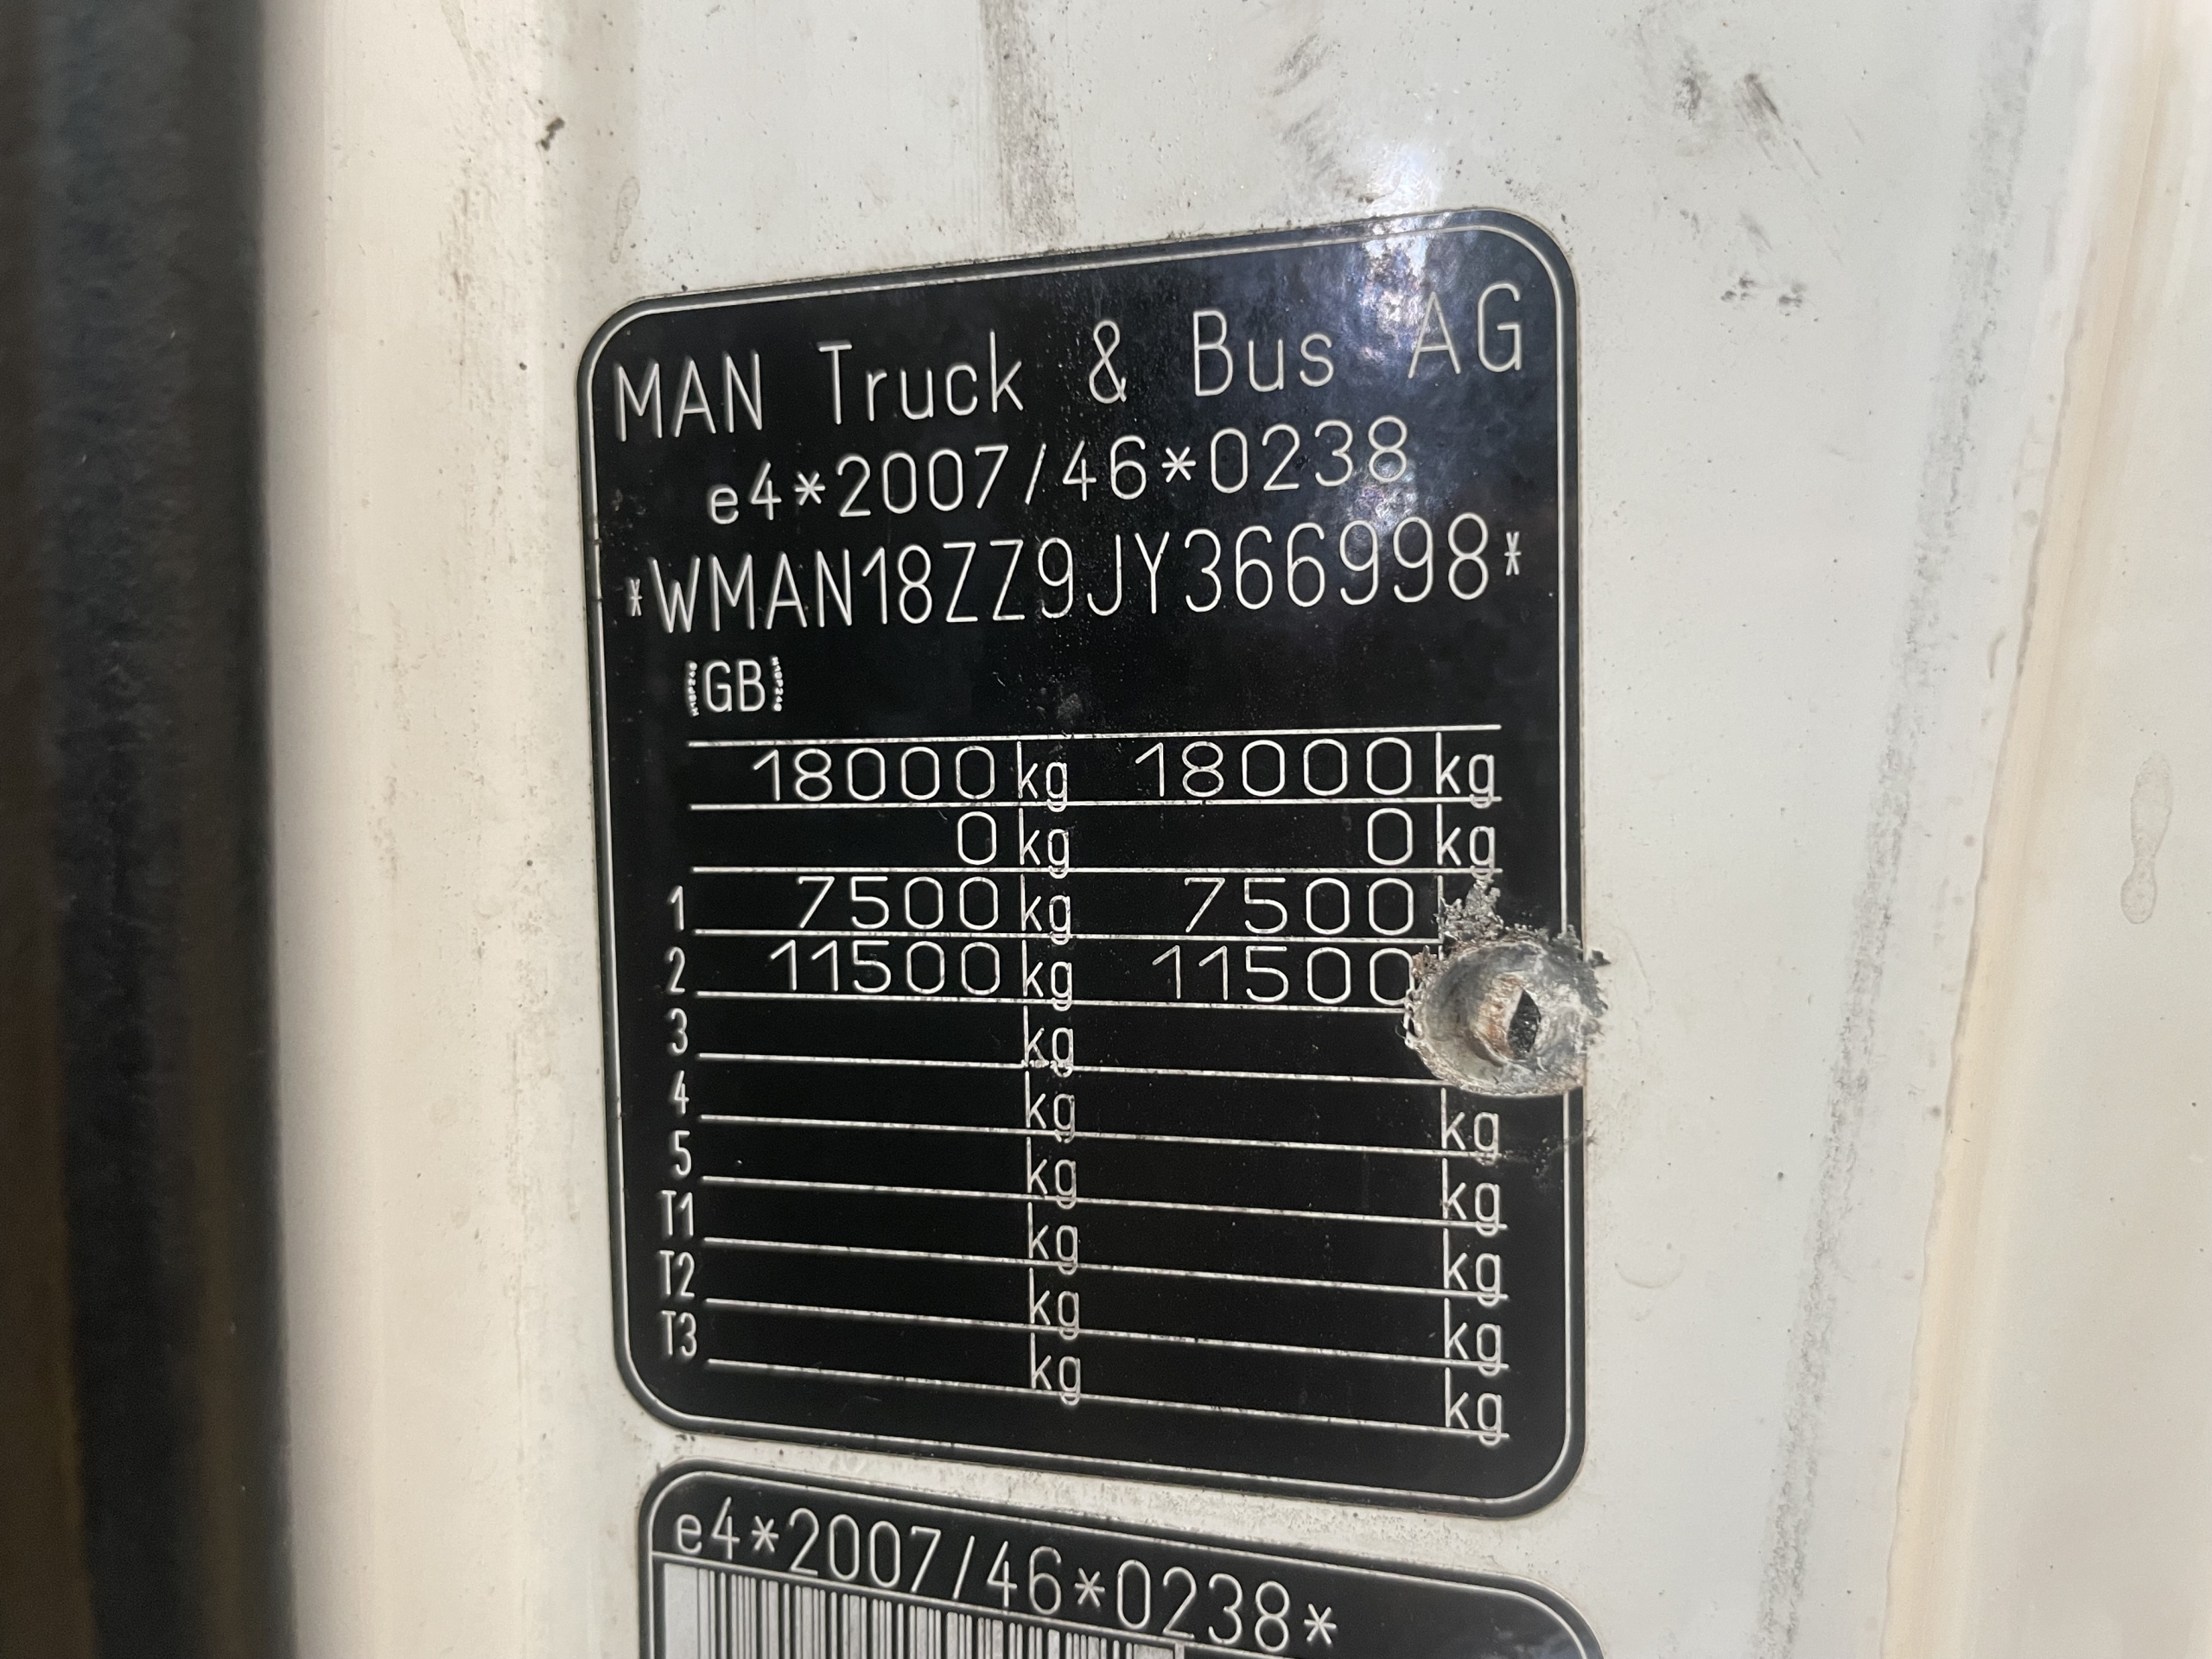 MAN Truck & Bus AG
e4*2007/46*0238
*WMAN18ZZ9JY366998*
(GB)
18000 kg 18000 kg
0 kg 0 kg
1 7500 kg 7500
2 11500 kg 11500
3 kg
4 kg kg
5 kg kg
T1 kg kg
T2 kg kg
T3 kg kg
e4*2007/46*0238*